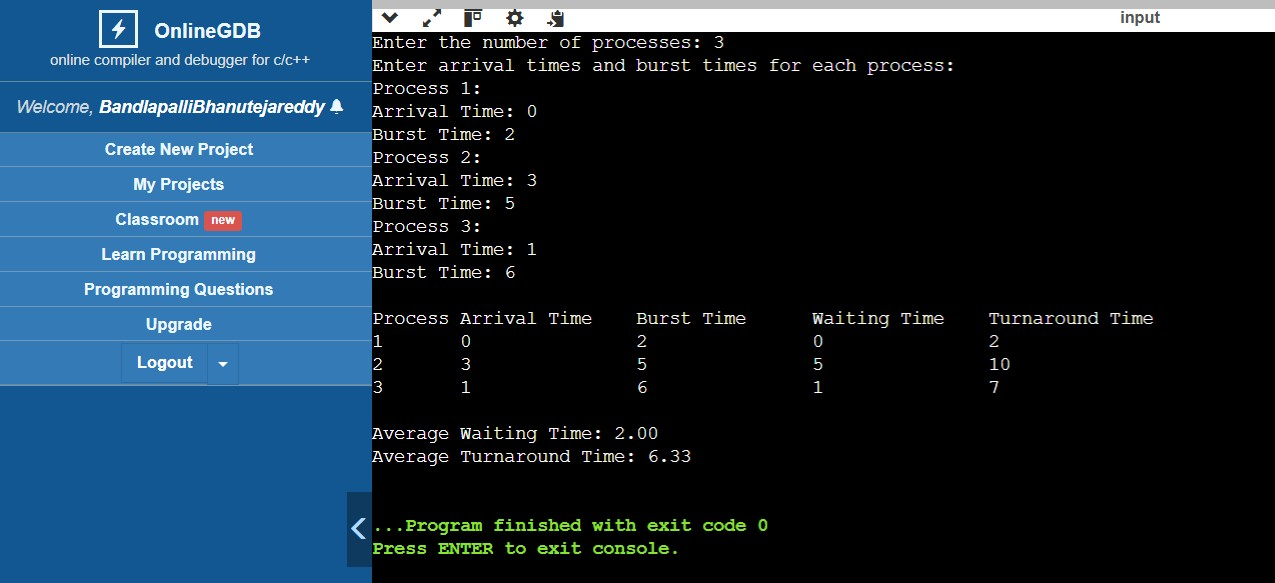 OnlineGDB
online compiler and debugger for c/c++
Welcome, BandlapalliBhanutejareddy
Create New Project
My Projects
Classroom new
Learn Programming
Programming Questions
Upgrade
Logout
input
Enter the number of processes: 3
Enter arrival times and burst times for each process:
Process 1:
Arrival Time: 0
Burst Time: 2
Process 2:
Arrival Time: 3
Burst Time: 5
Process 3:
Arrival Time: 1
Burst Time: 6
Process Arrival Time    Burst Time      Waiting Time    Turnaround Time
1       0               2               0               2
2       3               5               5               10
3       1               6               1               7
Average Waiting Time: 2.00
Average Turnaround Time: 6.33
...Program finished with exit code 0
Press ENTER to exit console.